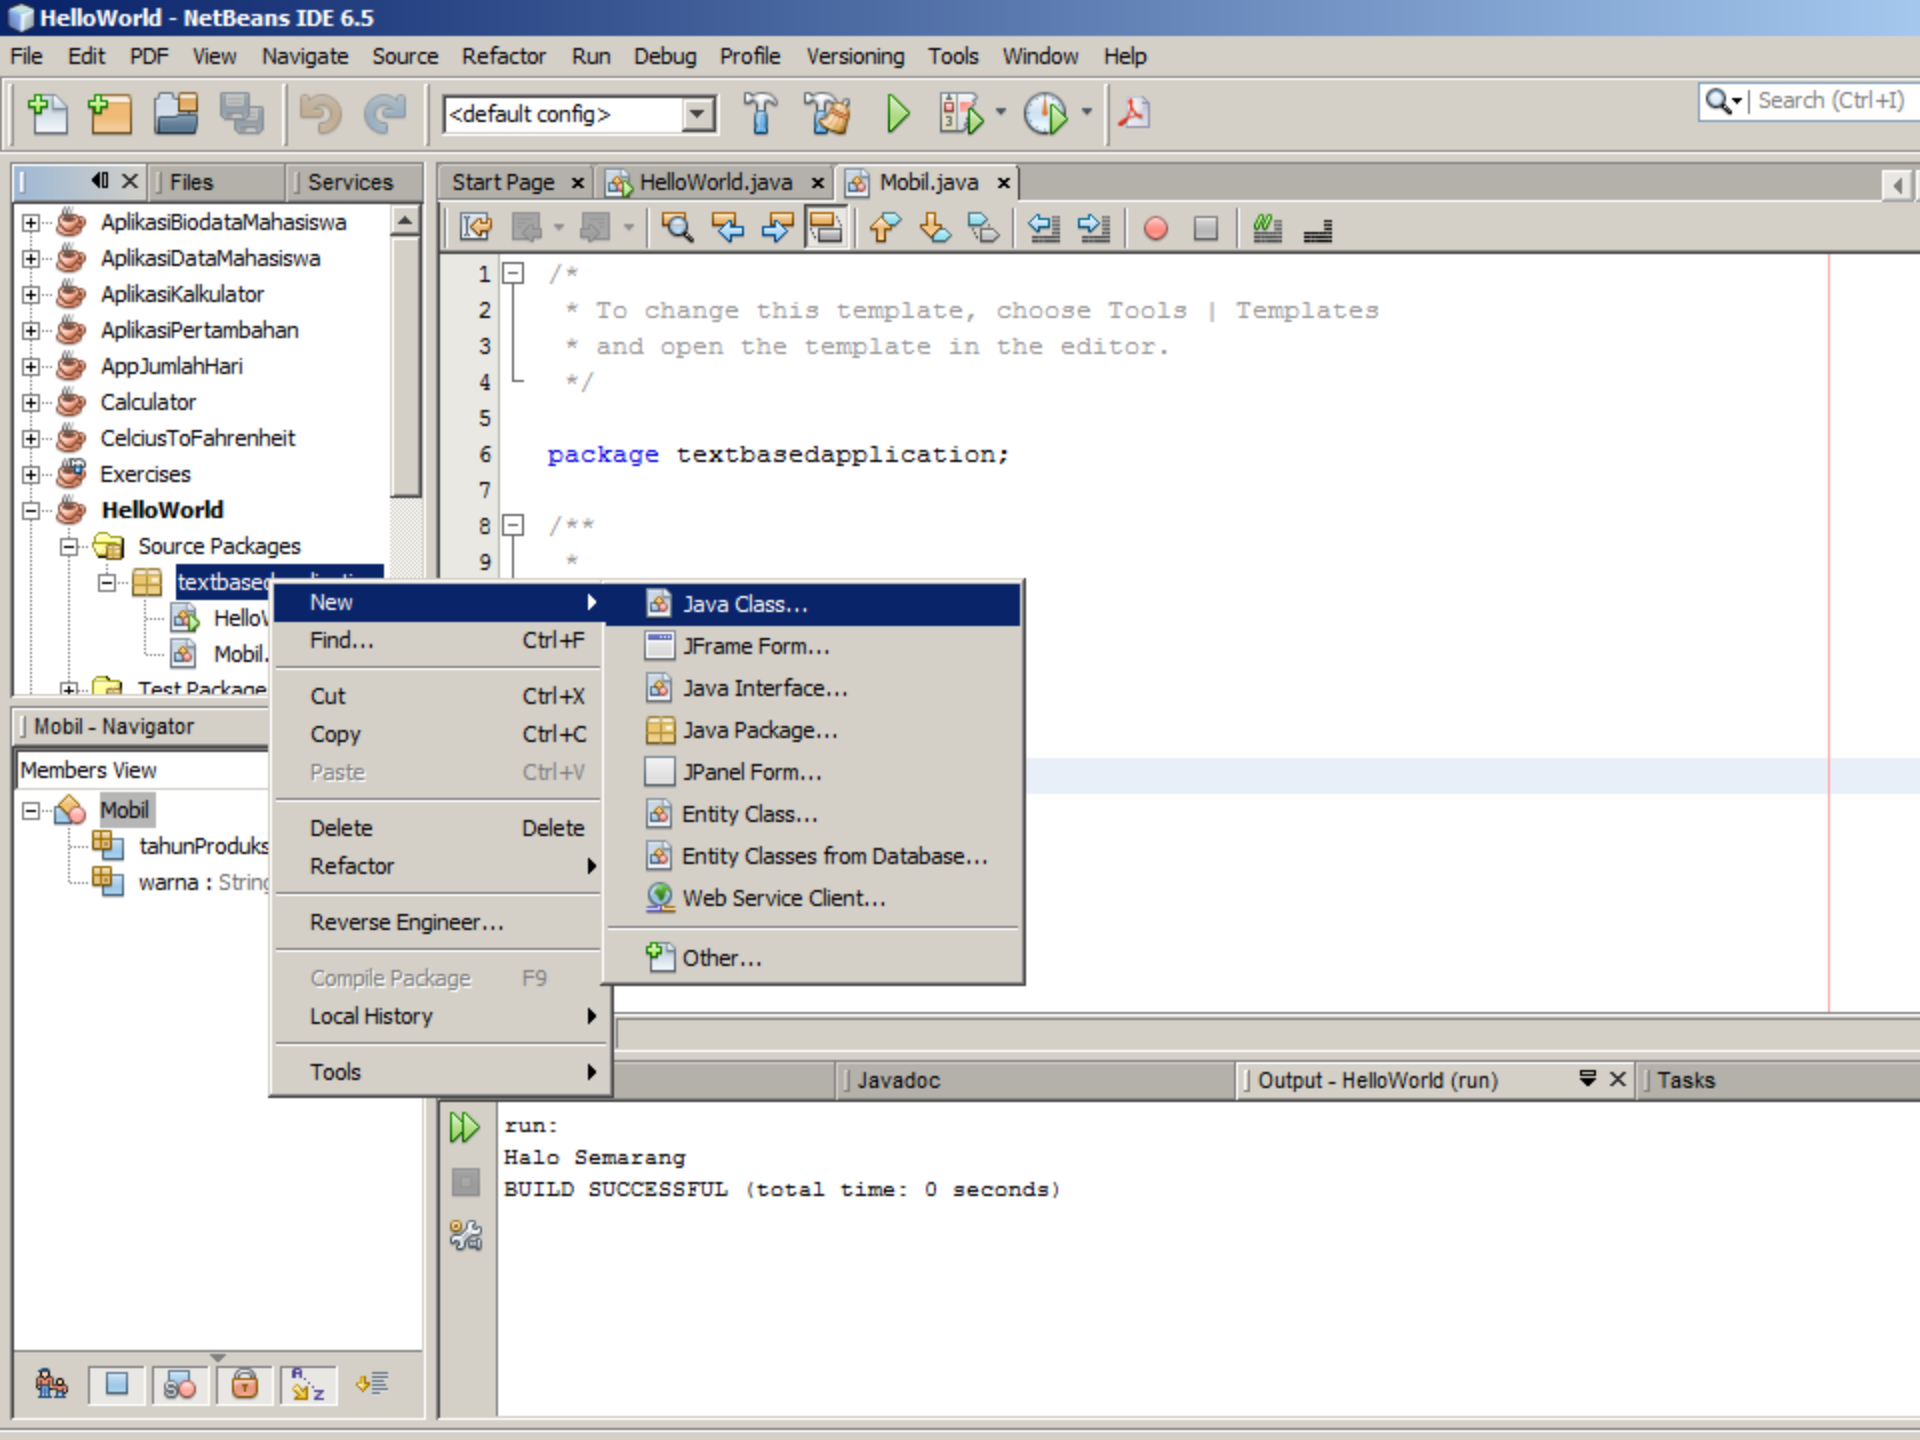 HelloWorld - NetBeans IDE 6.5
File Edit PDF View Navigate Source Refactor Run Debug Profile Versioning Tools Window Help
<default config>
Search (Ctrl+I)
Files
Services
Start Page
HelloWorld.java
Mobil.java
AplikasiBiodataMahasiswa
AplikasiDataMahasiswa
AplikasiKalkulator
AplikasiPertambahan
AppJumlahHari
Calculator
CelciusToFahrenheit
Exercises
HelloWorld
Source Packages
Mobil.
Test Package
1 /*
2 * To change this template, choose Tools | Templates
3 * and open the template in the editor.
4 */
5
6 package textbasedapplication;
7
8 /**
9 *
New
Find... Ctrl+F
Cut Ctrl+X
Copy Ctrl+C
Paste Ctrl+V
Delete Delete
Refactor
Reverse Engineer...
Compile Package F9
Local History
Tools
Java Class...
JFrame Form...
Java Interface...
Java Package...
JPanel Form...
Entity Class...
Entity Classes from Database...
Web Service Client...
Other...
Mobil - Navigator
Members View
Mobil
tahunProduks
warna : String
Javadoc
Output - HelloWorld (run)
Tasks
run:
Halo Semarang
BUILD SUCCESSFUL (total time: 0 seconds)